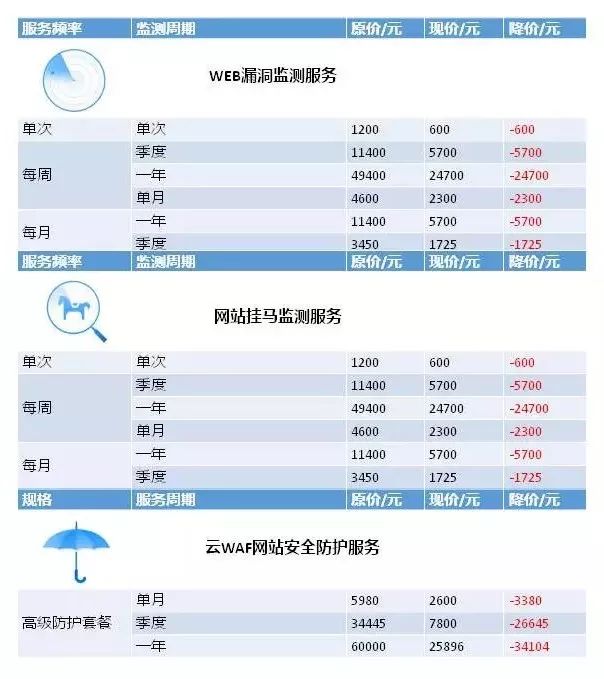 服务频率 监测周期 原价/元 现价/元 降价/元
WEB漏洞监测服务
单次 单次 1200 600 -600
季度 11400 5700 -5700
每周 一年 49400 24700 -24700
单月 4600 2300 -2300
每月 一年 11400 5700 -5700
季度 3450 1725 -1725
服务频率 监测周期 原价/元 现价/元 降价/元
网站挂马监测服务
单次 单次 1200 600 -600
季度 11400 5700 -5700
每周 一年 49400 24700 -24700
单月 4600 2300 -2300
每月 一年 11400 5700 -5700
季度 3450 1725 -1725
规格 服务周期 原价/元 现价/元 降价/元
云WAF网站安全防护服务
单月 5980 2600 -3380
高级防护套餐 季度 34445 7800 -26645
一年 60000 25896 -34104